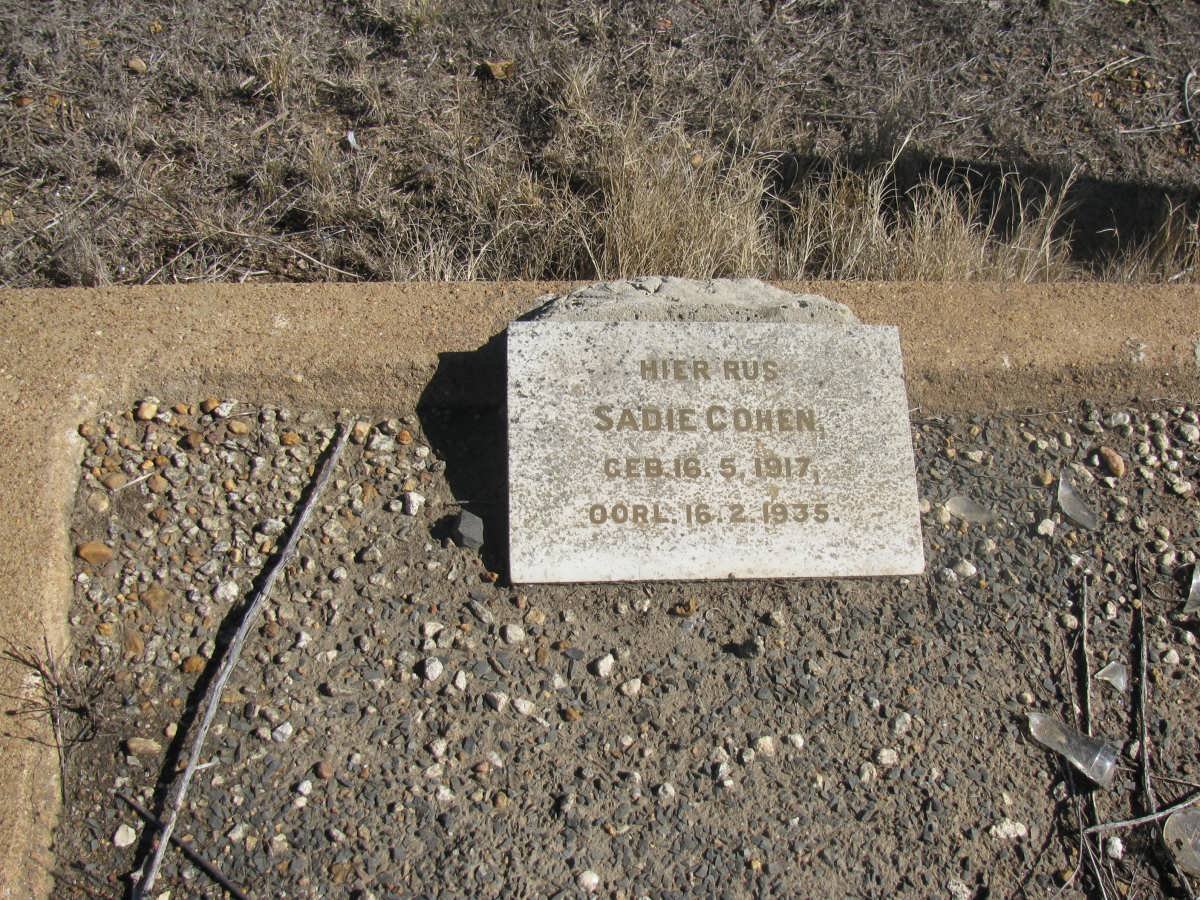 HIER RUS
SADIE COHEN,
GEB. 16. 5. 1917,
OORL. 16. 2. 1935.